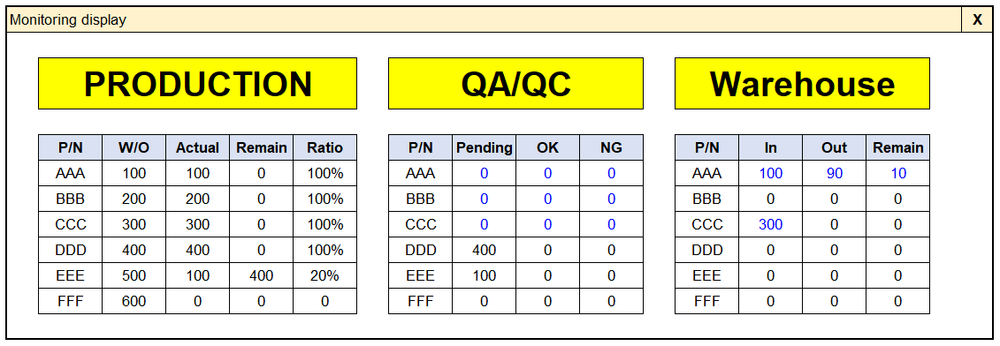 Monitoring display X
PRODUCTION QA/QC Warehouse
P/N W/O Actual Remain Ratio P/N Pending OK NG P/N In Out Remain
AAA 100 100 0 100% AAA 0 0 0 AAA 100 90 10
BBB 200 200 0 100% BBB 0 0 0 BBB 0 0 0
CCC 300 300 0 100% CCC 0 0 0 CCC 300 0 0
DDD 400 400 0 100% DDD 400 0 0 DDD 0 0 0
EEE 500 100 400 20% EEE 100 0 0 EEE 0 0 0
FFF 600 0 0 0 FFF 0 0 0 FFF 0 0 0